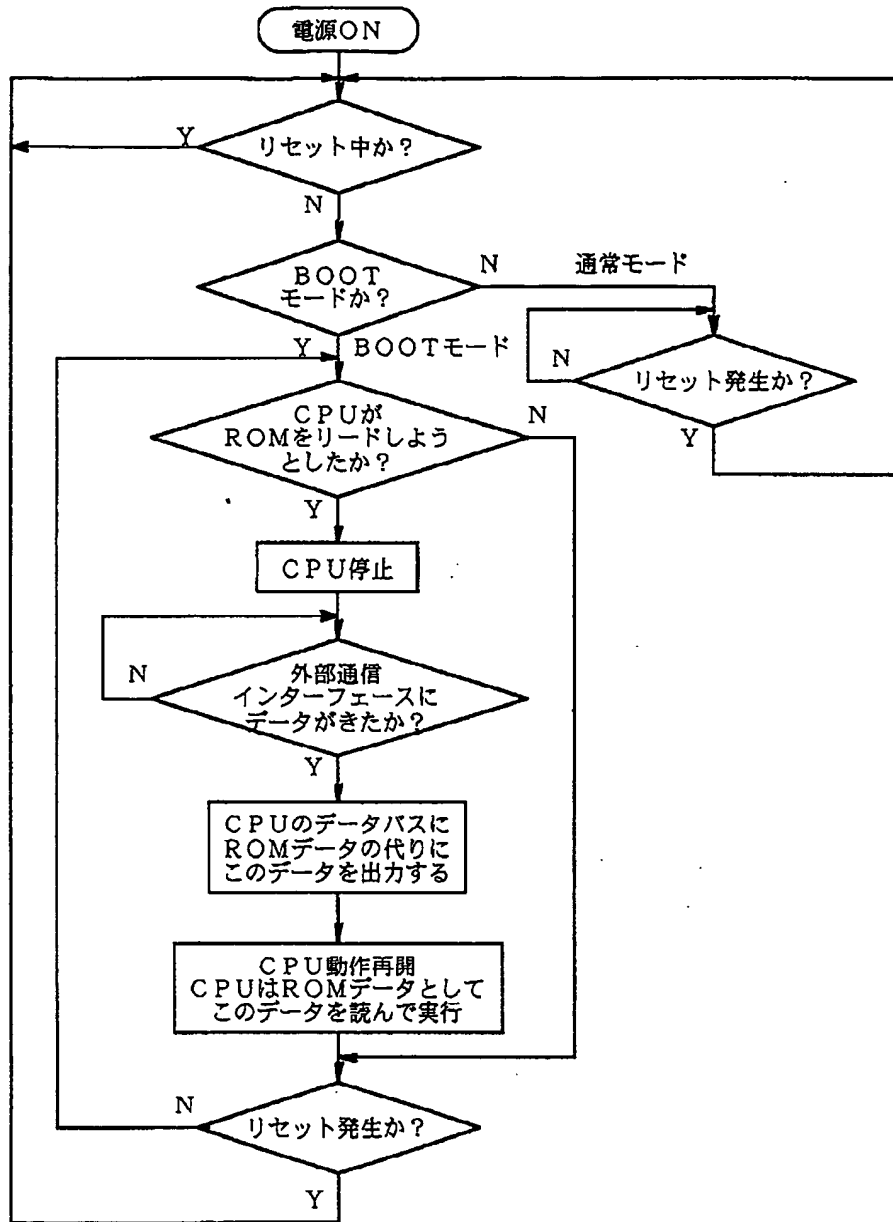 電源ON
Y
リセット中か?
N
BOOT
モードか?
N
通常モード
Y
BOOTモード
N
リセット発生か?
Y
CPUが
ROMをリードしよう
としたか?
N
Y
CPU停止
N
外部通信
インターフェースに
データがきたか?
Y
CPUのデータバスに
ROMデータの代りに
このデータを出力する
CPU動作再開
CPUはROMデータとして
このデータを読んで実行
N
リセット発生か?
Y